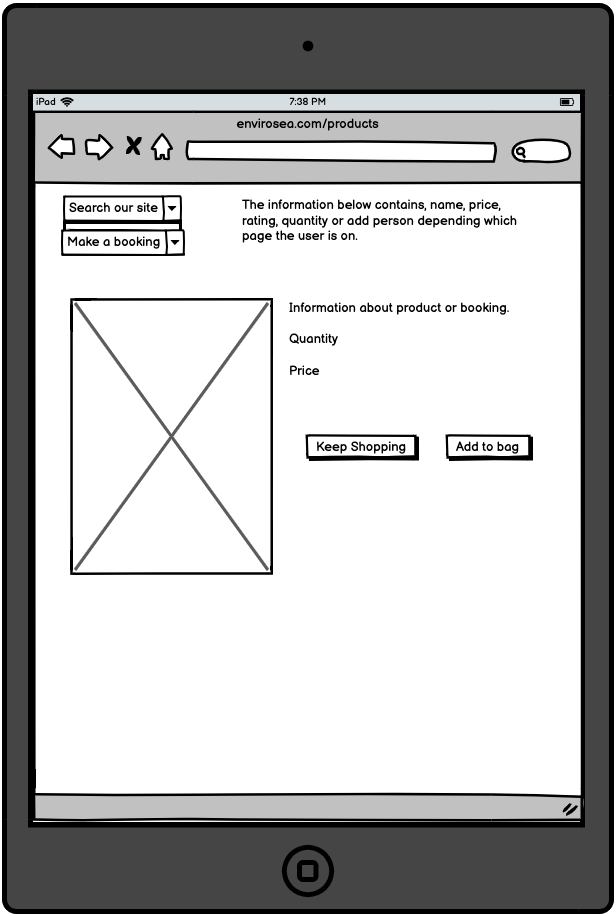 iPad
7:38 PM
envirosea.com/products
Search our site
Make a booking
The information below contains, name, price,
rating, quantity or add person depending which
page the user is on.
Information about product or booking.
Quantity
Price
Keep Shopping
Add to bag